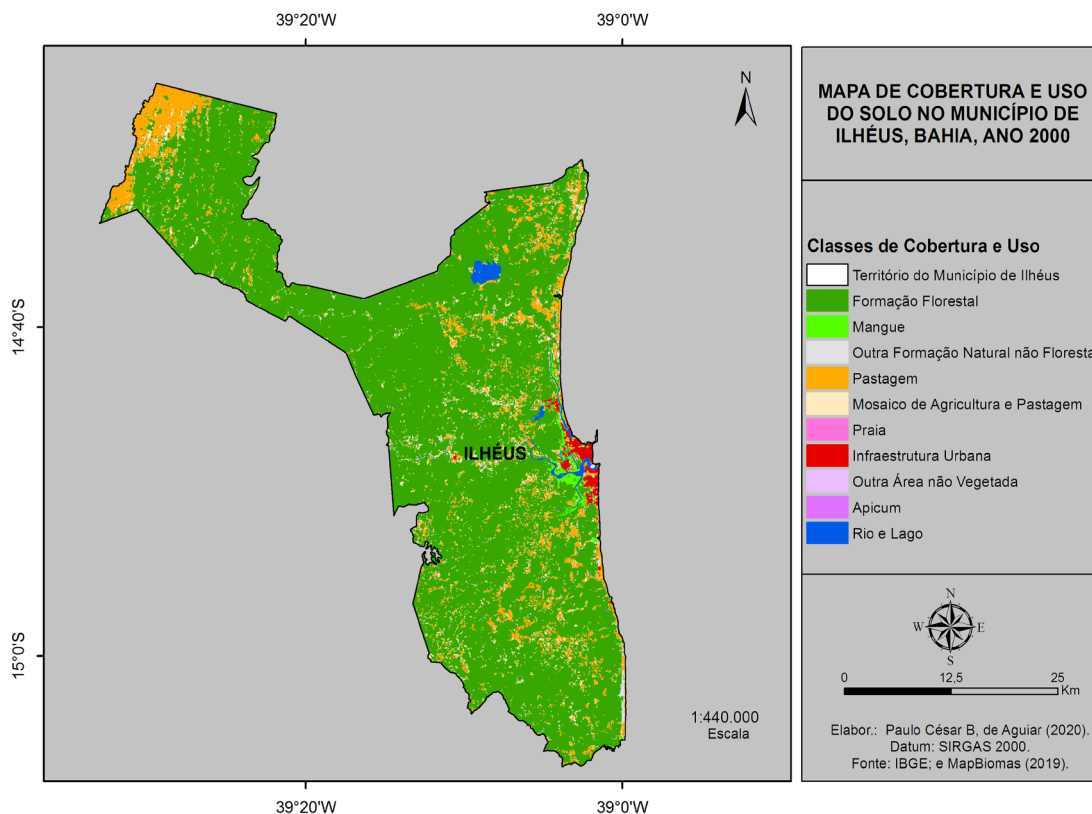 39°20'W
39°0'W
N
14°40'S
15°0'S
ILHÉUS
1:440.000
Escala
39°20'W
39°0'W
MAPA DE COBERTURA E USO
DO SOLO NO MUNICÍPIO DE
ILHÉUS, BAHIA, ANO 2000
Classes de Cobertura e Uso
Território do Município de Ilhéus
Formação Florestal
Mangue
Outra Formação Natural não Floresta
Pastagem
Mosaico de Agricultura e Pastagem
Praia
Infraestrutura Urbana
Outra Área não Vegetada
Apicum
Rio e Lago
N
W E
S
0 12,5 25
Km
Elabor.: Paulo César B, de Aguiar (2020).
Datum: SIRGAS 2000.
Fonte: IBGE; e MapBiomas (2019).